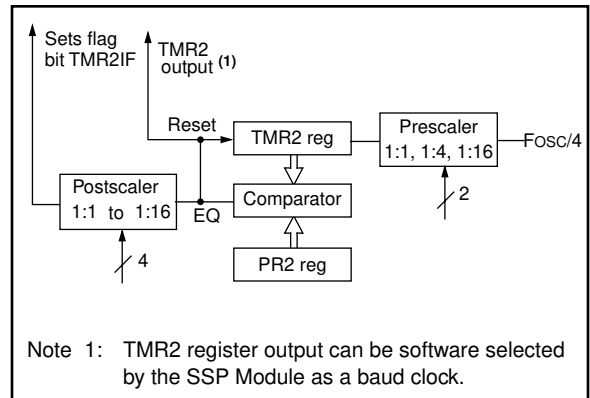 Sets flag
bit TMR2IF
TMR2
output (1)
Reset
TMR2 reg
Prescaler
1:1, 1:4, 1:16
FOSC/4
2
Postscaler
1:1 to 1:16
EQ
Comparator
4
PR2 reg
Note 1: TMR2 register output can be software selected
by the SSP Module as a baud clock.